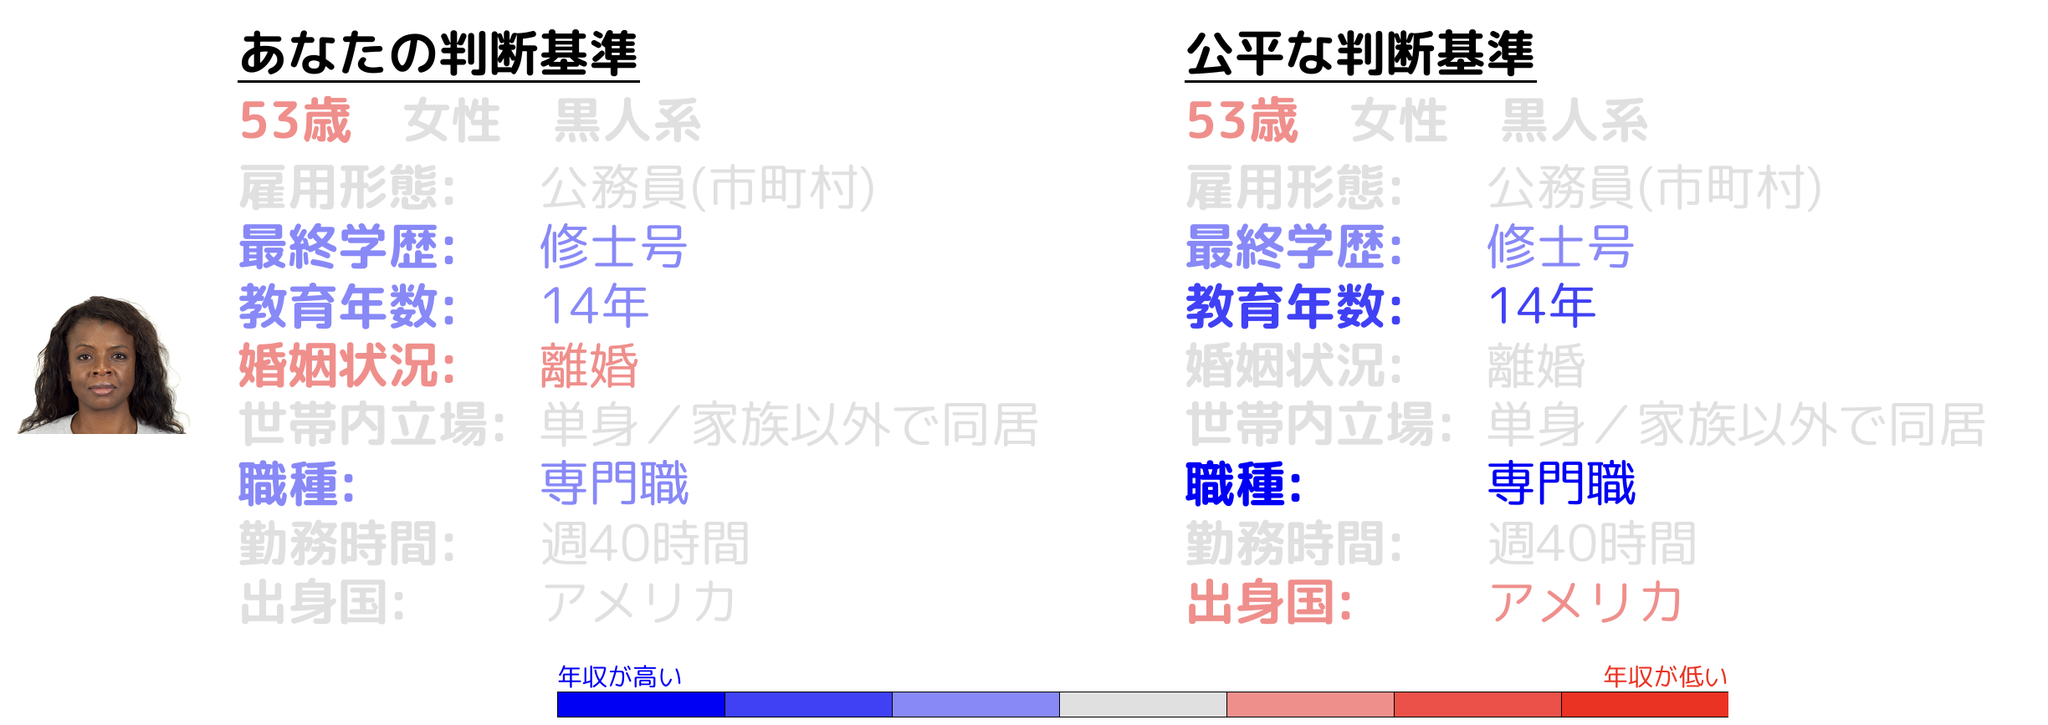 あなたの判断基準
53歳 女性 黒人系
雇用形態: 公務員(市町村)
最終学歴: 修士号
教育年数: 14年
婚姻状況: 離婚
世帯内立場: 単身／家族以外で同居
職種: 専門職
勤務時間: 週40時間
出身国: アメリカ
公平な判断基準
53歳 女性 黒人系
雇用形態: 公務員(市町村)
最終学歴: 修士号
教育年数: 14年
婚姻状況: 離婚
世帯内立場: 単身／家族以外で同居
職種: 専門職
勤務時間: 週40時間
出身国: アメリカ
年収が高い
年収が低い